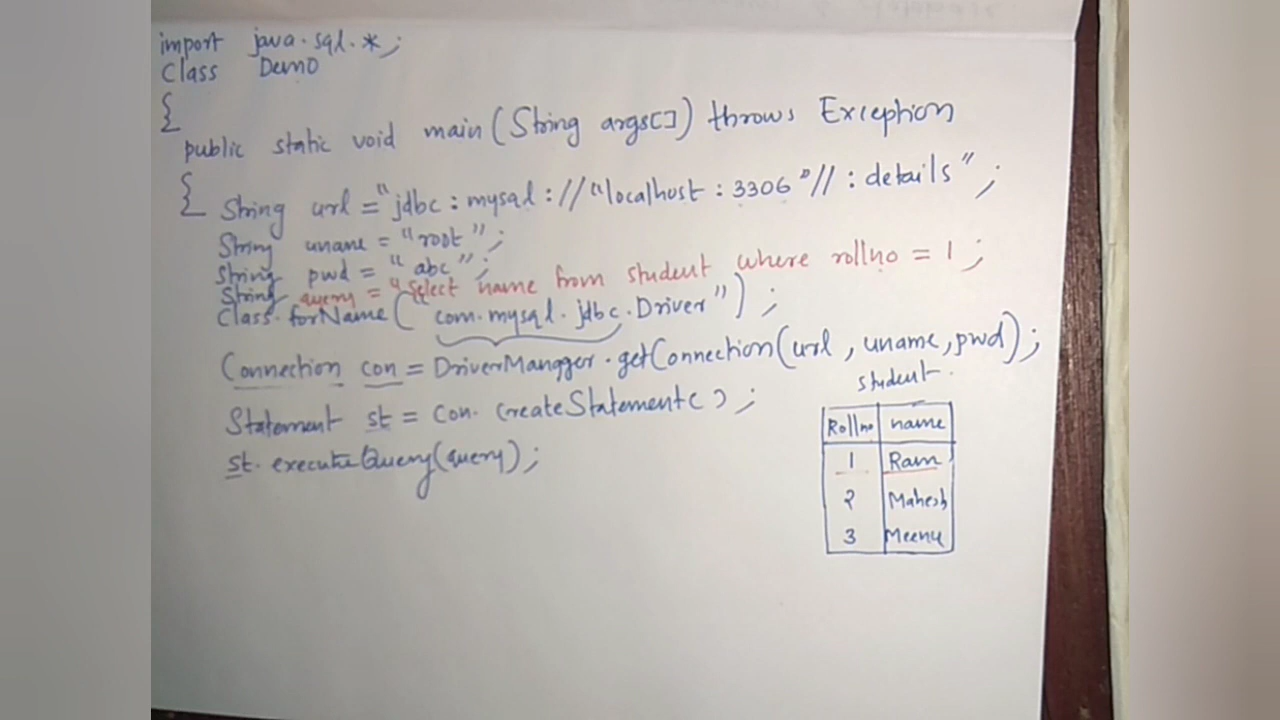 import java.sql.*;
Class Demo
{
public static void main(String args[]) throws Exception
{
String url = "jdbc : mysql : // "localhost : 3306 "// : details";
String uname = "root";
String pwd = "abc";
String query = "select name from student where rollno = 1 ;
Class.forName("com.mysql.jdbc.Driver");
Connection con = DriverManager.getConnection(url, uname, pwd);
Statement st = con. createStatement();
st. executeQuery(query);
student
Rollno name
1 Ram
2 Mahesh
3 Meenu